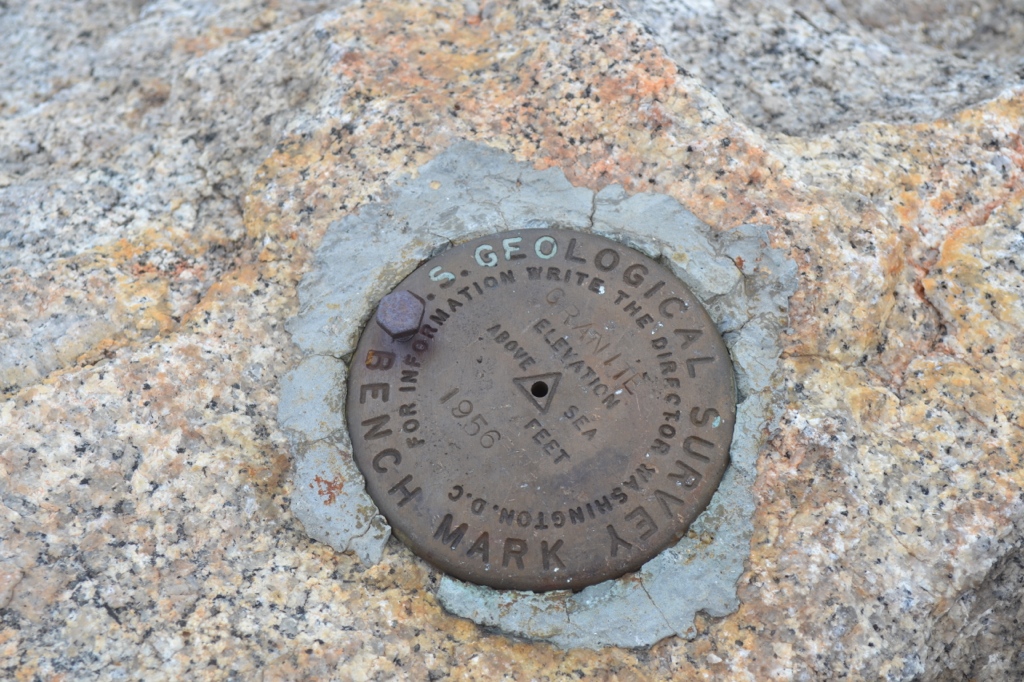 . S. GEOLOGICAL SURVEY
BENCH MARK
FOR INFORMATION WRITE THE DIRECTOR
WASHINGTON, D.C.
GRANITE
ELEVATION
ABOVE SEA
FEET
1956